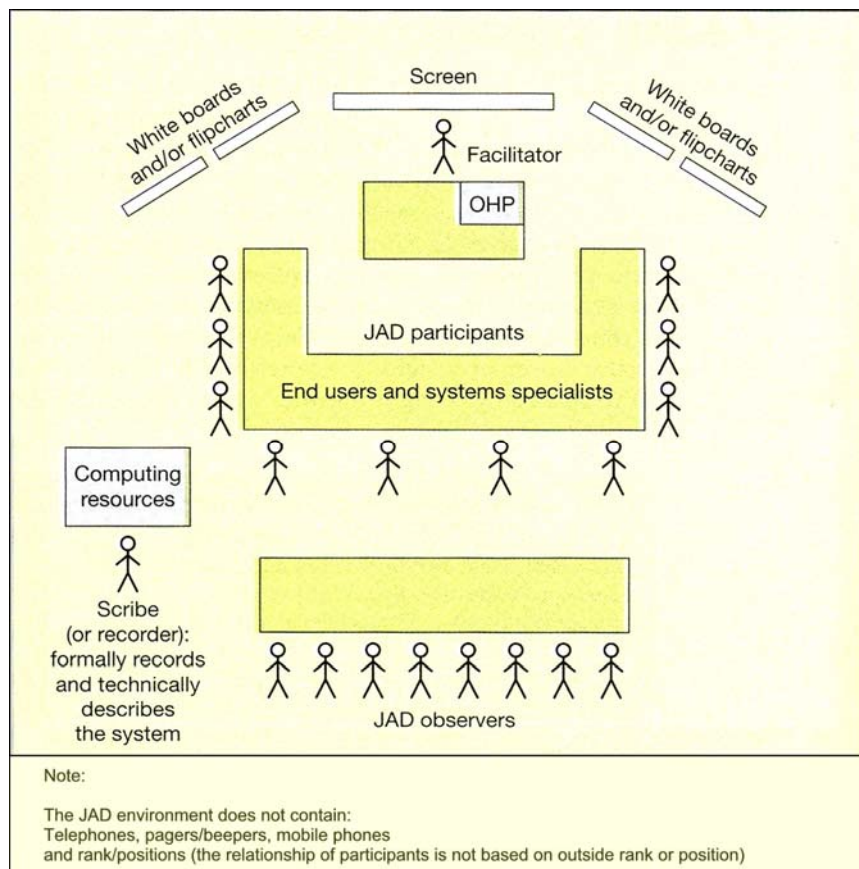 Screen
White boards
and/or flipcharts
White boards
and/or flipcharts
Facilitator
OHP
JAD participants
End users and systems specialists
Computing
resources
Scribe
(or recorder):
formally records
and technically
describes
the system
JAD observers
Note:
The JAD environment does not contain:
Telephones, pagers/beepers, mobile phones
and rank/positions (the relationship of participants is not based on outside rank or position)